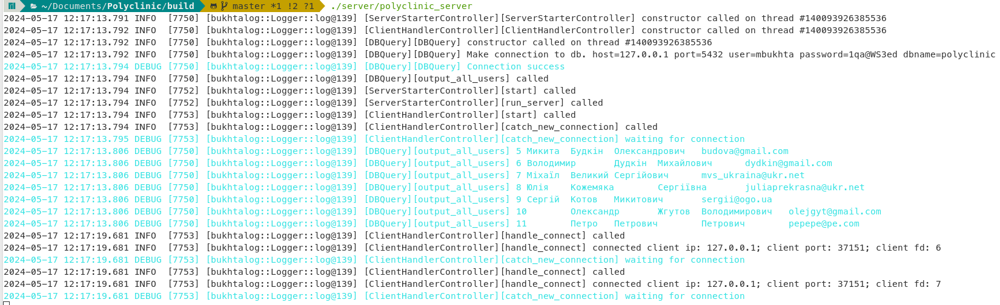 ~/Documents/Polyclinic/build master *1 !2 ?1 ./server/polyclinic_server
2024-05-17 12:17:13.791 INFO [7750] [bukhtalog::Logger::log@139] [ServerStarterController][ServerStarterController] constructor called on thread #140093926385536
2024-05-17 12:17:13.792 INFO [7750] [bukhtalog::Logger::log@139] [ClientHandlerController][ClientHandlerController] constructor called on thread #140093926385536
2024-05-17 12:17:13.792 INFO [7750] [bukhtalog::Logger::log@139] [DBQuery][DBQuery] constructor called on thread #140093926385536
2024-05-17 12:17:13.792 INFO [7750] [bukhtalog::Logger::log@139] [DBQuery][DBQuery] Make connection to db. host=127.0.0.1 port=5432 user=mbukhta password=1qa@WS3ed dbname=polyclinic
2024-05-17 12:17:13.794 DEBUG [7750] [bukhtalog::Logger::log@139] [DBQuery][DBQuery] Connection success
2024-05-17 12:17:13.794 INFO [7750] [bukhtalog::Logger::log@139] [DBQuery][output_all_users] called
2024-05-17 12:17:13.794 INFO [7752] [bukhtalog::Logger::log@139] [ServerStarterController][start] called
2024-05-17 12:17:13.794 INFO [7752] [bukhtalog::Logger::log@139] [ServerStarterController][run_server] called
2024-05-17 12:17:13.794 INFO [7753] [bukhtalog::Logger::log@139] [ClientHandlerController][start] called
2024-05-17 12:17:13.794 INFO [7753] [bukhtalog::Logger::log@139] [ClientHandlerController][catch_new_connection] called
2024-05-17 12:17:13.795 DEBUG [7753] [bukhtalog::Logger::log@139] [ClientHandlerController][catch_new_connection] waiting for connection
2024-05-17 12:17:13.806 DEBUG [7750] [bukhtalog::Logger::log@139] [DBQuery][output_all_users] 5 Микита Будкін Олександрович budova@gmail.com
2024-05-17 12:17:13.806 DEBUG [7750] [bukhtalog::Logger::log@139] [DBQuery][output_all_users] 6 Володимир Дудкін Михайлович dydkin@gmail.com
2024-05-17 12:17:13.806 DEBUG [7750] [bukhtalog::Logger::log@139] [DBQuery][output_all_users] 7 Міхаїл Великий Сергійович mvs_ukraina@ukr.net
2024-05-17 12:17:13.806 DEBUG [7750] [bukhtalog::Logger::log@139] [DBQuery][output_all_users] 8 Юлія Кожемяка Сергіївна juliaprekrasna@ukr.net
2024-05-17 12:17:13.806 DEBUG [7750] [bukhtalog::Logger::log@139] [DBQuery][output_all_users] 9 Сергій Котов Микитович sergii@ogo.ua
2024-05-17 12:17:13.806 DEBUG [7750] [bukhtalog::Logger::log@139] [DBQuery][output_all_users] 10 Олександр Жгутов Володимирович olejgyt@gmail.com
2024-05-17 12:17:13.806 DEBUG [7750] [bukhtalog::Logger::log@139] [DBQuery][output_all_users] 11 Петро Петрович Петрович pepepe@pe.com
2024-05-17 12:17:19.681 INFO [7753] [bukhtalog::Logger::log@139] [ClientHandlerController][handle_connect] called
2024-05-17 12:17:19.681 INFO [7753] [bukhtalog::Logger::log@139] [ClientHandlerController][handle_connect] connected client ip: 127.0.0.1; client port: 37151; client fd: 6
2024-05-17 12:17:19.681 DEBUG [7753] [bukhtalog::Logger::log@139] [ClientHandlerController][catch_new_connection] waiting for connection
2024-05-17 12:17:19.681 INFO [7753] [bukhtalog::Logger::log@139] [ClientHandlerController][handle_connect] called
2024-05-17 12:17:19.681 INFO [7753] [bukhtalog::Logger::log@139] [ClientHandlerController][handle_connect] connected client ip: 127.0.0.1; client port: 37151; client fd: 7
2024-05-17 12:17:19.681 DEBUG [7753] [bukhtalog::Logger::log@139] [ClientHandlerController][catch_new_connection] waiting for connection